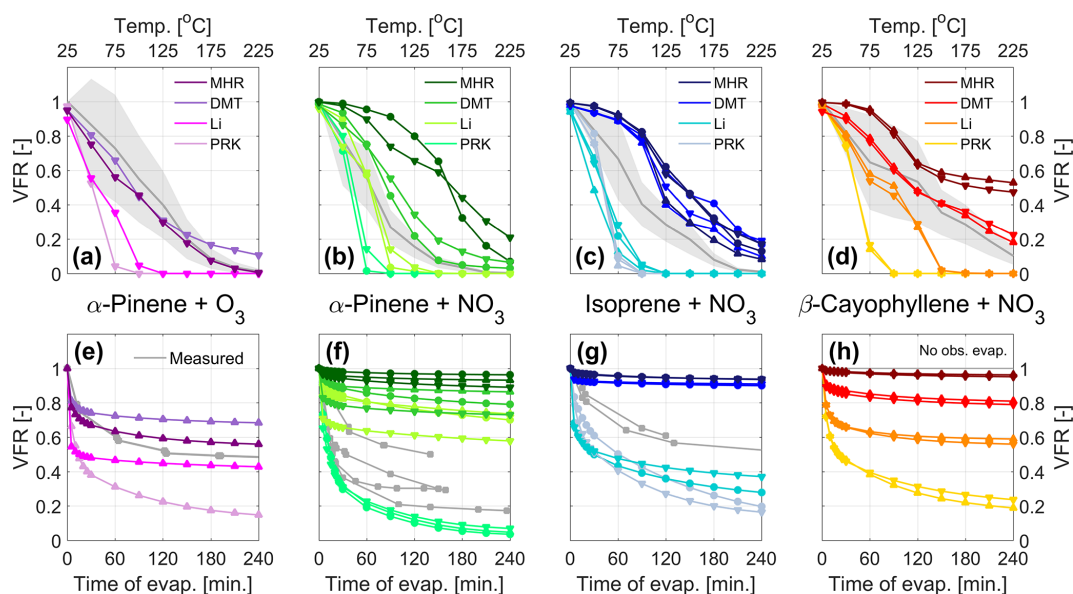 Temp. [°C] Temp. [°C] Temp. [°C] Temp. [°C]
25 75 125 175 225 25 75 125 175 225 25 75 125 175 225 25 75 125 175 225
VFR [-]
1
0.8
0.6
0.4
0.2
0
MHR
DMT
Li
PRK
(a)
MHR
DMT
Li
PRK
(b)
MHR
DMT
Li
PRK
(c)
MHR
DMT
Li
PRK
(d)
1
0.8
0.6
0.4
0.2
0
VFR [-]
α-Pinene + O3 α-Pinene + NO3 Isoprene + NO3 β-Cayophyllene + NO3
VFR [-]
1
0.8
0.6
0.4
0.2
0
(e)
Measured
(f)
(g)
(h)
No obs. evap.
1
0.8
0.6
0.4
0.2
0
VFR [-]
0 60 120 180 240 0 60 120 180 240 0 60 120 180 240 0 60 120 180 240
Time of evap. [min.] Time of evap. [min.] Time of evap. [min.] Time of evap. [min.]